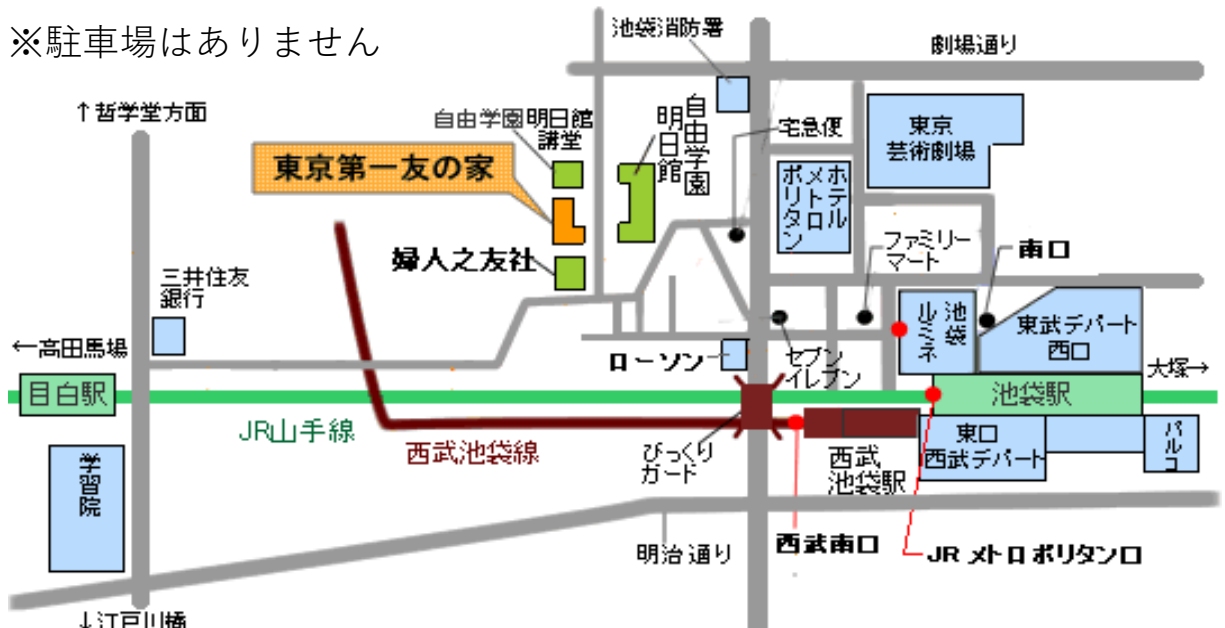 ※駐車場はありません
池袋消防署
劇場通り
↑哲学堂方面
自由学園明日館
講堂
自由学園
明日館
宅急便
東京
芸術劇場
東京第一友の家
ホテル
メトロ
ポリタン
婦人之友社
ファミリー
マート
南口
三井住友
銀行
池袋
ルミネ
東武デパート
西口
←高田馬場
ローソン
セブン
イレブン
大塚→
目白駅
池袋駅
JR山手線
西武池袋線
びっくり
ガード
西武
池袋駅
東口
西武デパート
パルコ
学習院
明治通り
西武南口
JRメトロポリタン口
↓江戸川橋